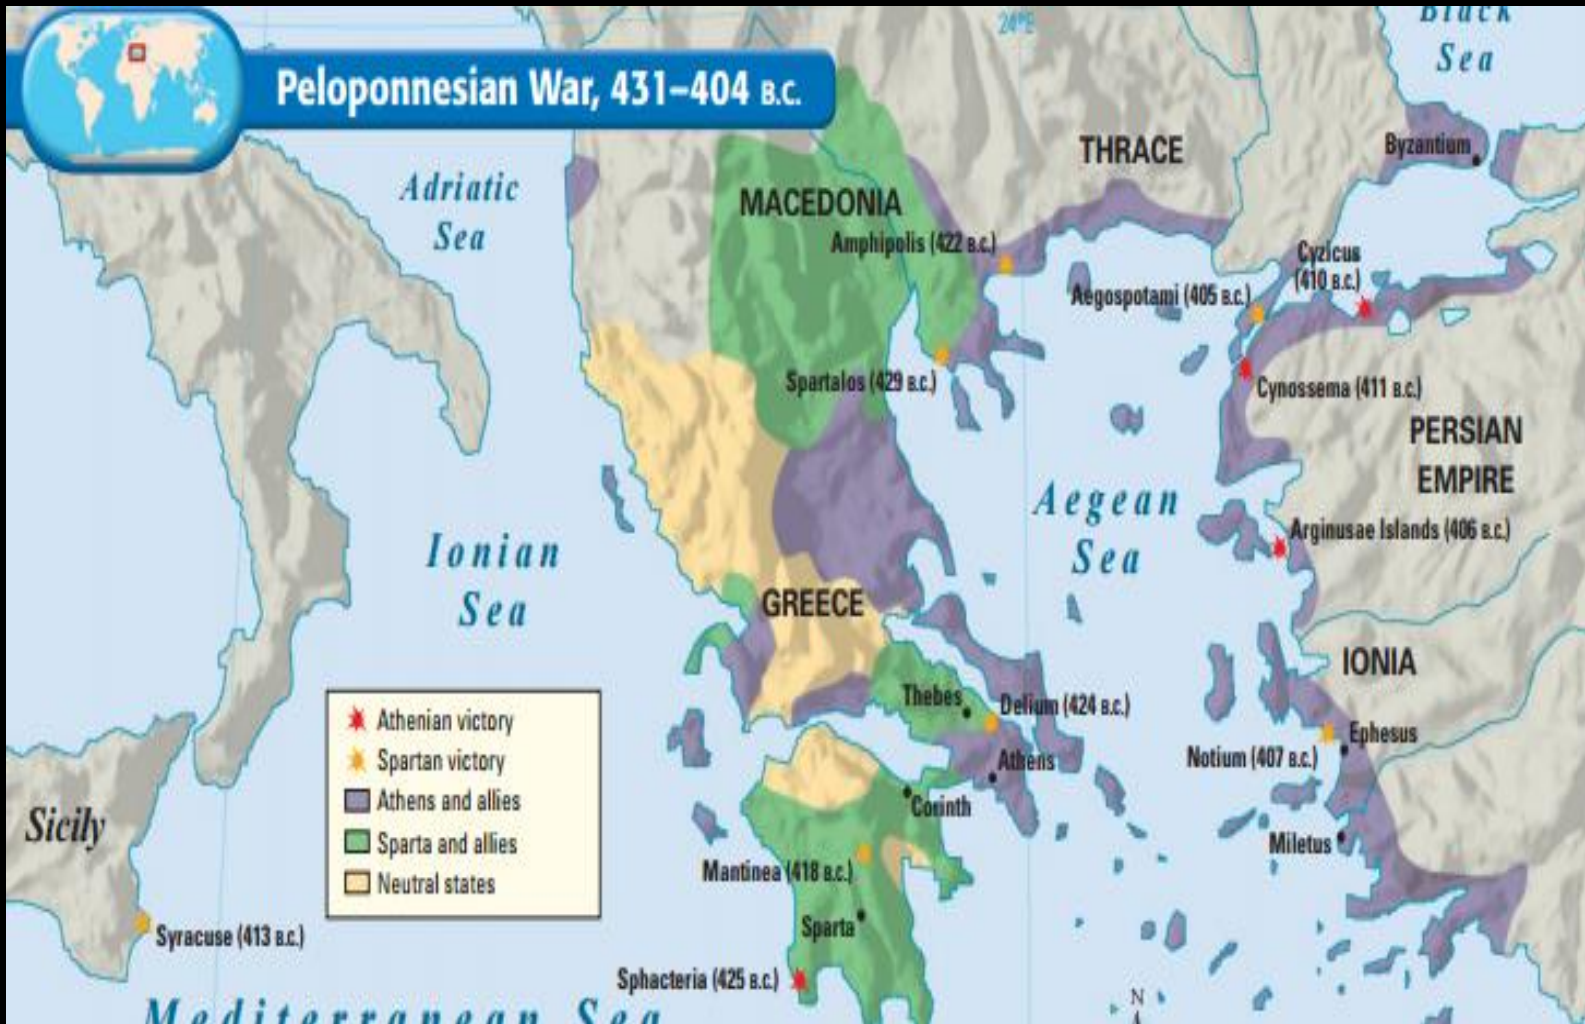 Peloponnesian War, 431–404 B.C.
24°E
Black
Sea
Adriatic
Sea
THRACE
Byzantium
MACEDONIA
Amphipolis (422 B.C.)
Cyzicus
(410 B.C.)
Aegospotami (405 B.C.)
Spartalos (429 B.C.)
Cynossema (411 B.C.)
PERSIAN
EMPIRE
Aegean
Sea
Arginusae Islands (406 B.C.)
Ionian
Sea
GREECE
IONIA
Thebes
Delium (424 B.C.)
Ephesus
Notium (407 B.C.)
Athens
Corinth
Miletus
Mantinea (418 B.C.)
Sparta
Sphacteria (425 B.C.)
Athenian victory
Spartan victory
Athens and allies
Sparta and allies
Neutral states
Sicily
Syracuse (413 B.C.)
Mediterranean Sea
N